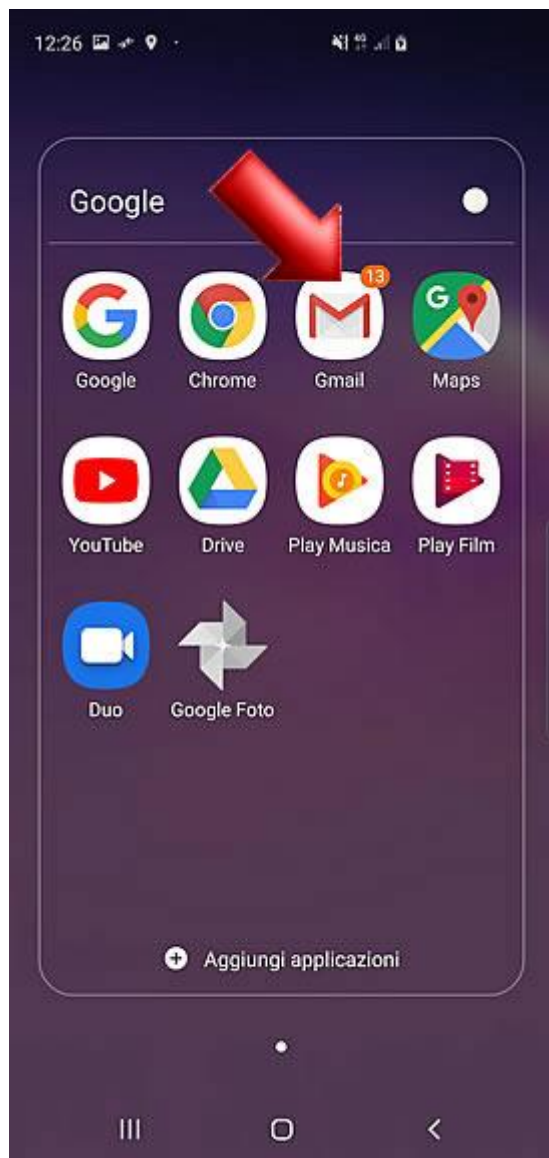 12:26
Google
13
Google Chrome Gmail Maps
YouTube Drive Play Musica Play Film
Duo Google Foto
Aggiungi applicazioni